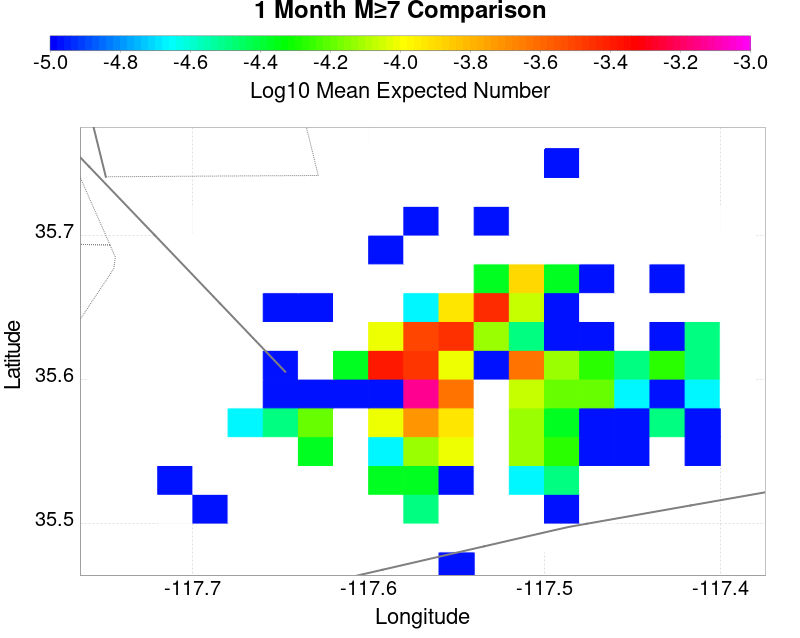 1 Month M≥7 Comparison
-5.0 -4.8 -4.6 -4.4 -4.2 -4.0 -3.8 -3.6 -3.4 -3.2 -3.0
Log10 Mean Expected Number
35.7
35.6
35.5
Latitude
-117.7 -117.6 -117.5 -117.4
Longitude